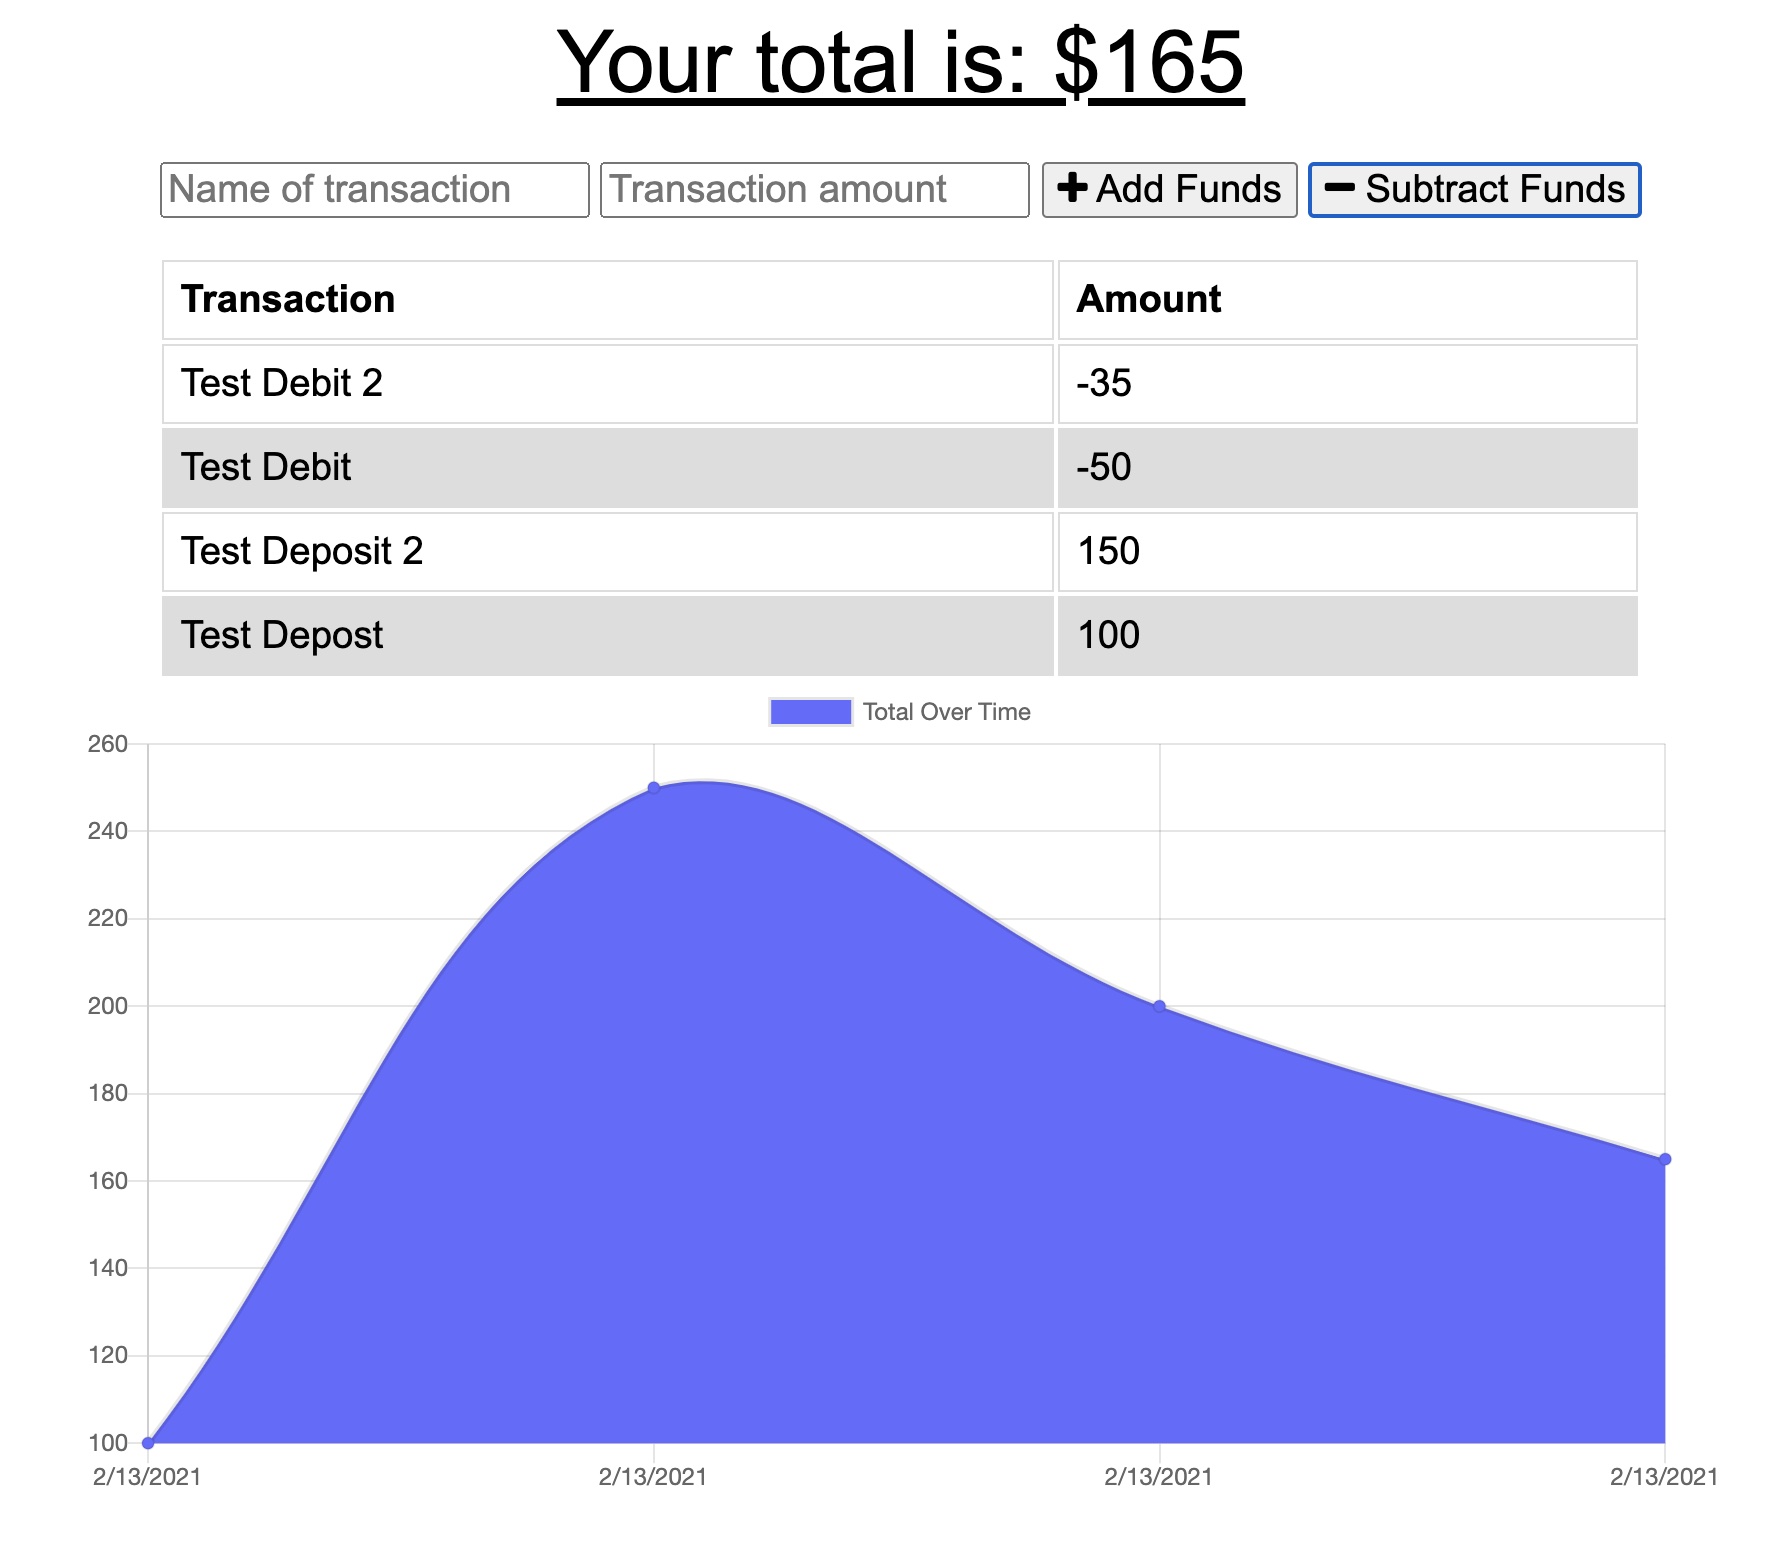 Your total is: $165
Name of transaction Transaction amount Add Funds Subtract Funds
Transaction Amount
Test Debit 2 -35
Test Debit -50
Test Deposit 2 150
Test Depost 100
Total Over Time
260
240
220
200
180
160
140
120
100
2/13/2021 2/13/2021 2/13/2021 2/13/2021